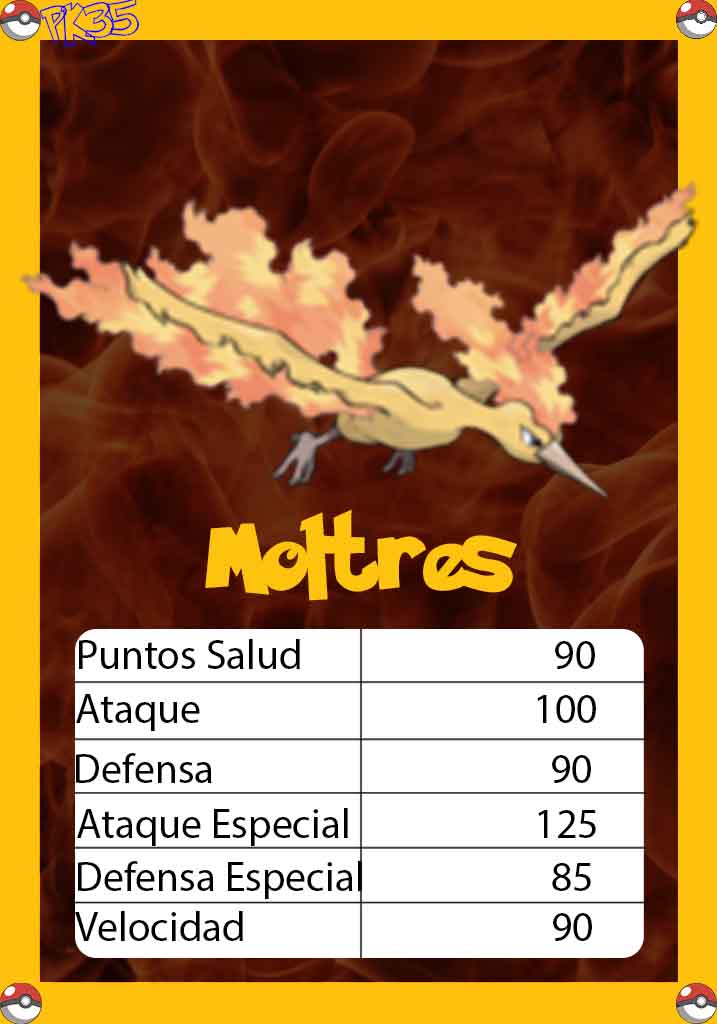 PK35
Moltres
Puntos Salud 90
Ataque 100
Defensa 90
Ataque Especial 125
Defensa Especial 85
Velocidad 90